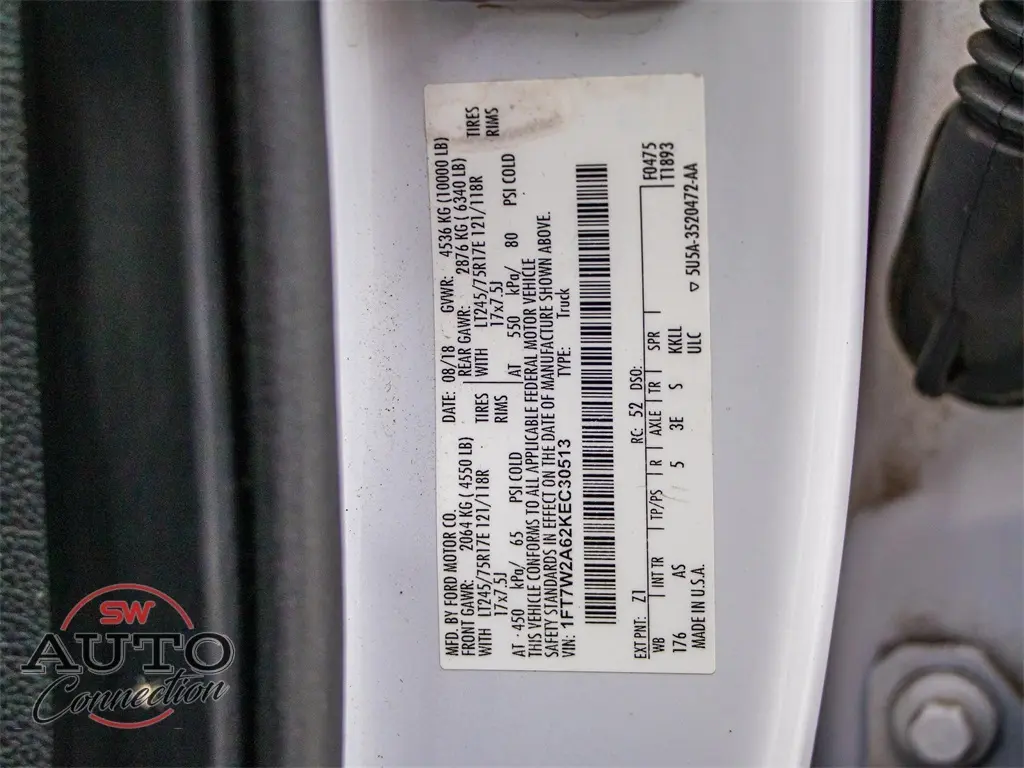 MFD. BY FORD MOTOR CO.
DATE: 08/18 GVWR: 4536 KG (10000 LB)
FRONT GAWR: 2064 KG ( 4550 LB)
REAR GAWR: 2876 KG ( 6340 LB)
WITH LT245/75R17E 121/118R TIRES
WITH LT245/75R17E 121/118R TIRES
17x7.5J RIMS
17x7.5J RIMS
AT 450 kPa/ 65 PSI COLD
AT 550 kPa/ 80 PSI COLD
THIS VEHICLE CONFORMS TO ALL APPLICABLE FEDERAL MOTOR VEHICLE
SAFETY STANDARDS IN EFFECT ON THE DATE OF MANUFACTURE SHOWN ABOVE.
VIN: 1FT7W2A62KEC30513 TYPE: Truck
EXT PNT: Z1 RC: 52 DSO: F0475
WB INT TR TP/PS R AXLE TR SPR T1893
176 AS 5 3E S KKLL
MADE IN U.S.A. ULC 5U5A-3520472-AA
SW
AUTO
Connection